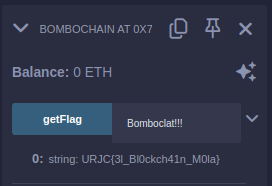 BOMBOCHAIN AT 0X7
Balance: 0 ETH
getFlag Bomboclat!!!
0: string: URJC{3l_Bl0ckch41n_M0la}